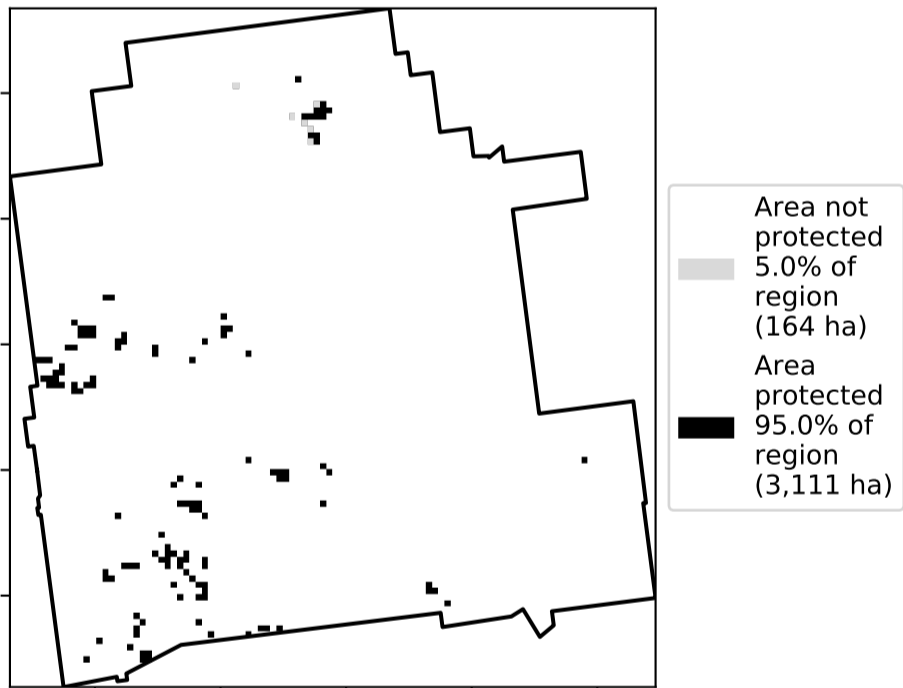 Area not
protected
5.0% of
region
(164 ha)
Area
protected
95.0% of
region
(3,111 ha)